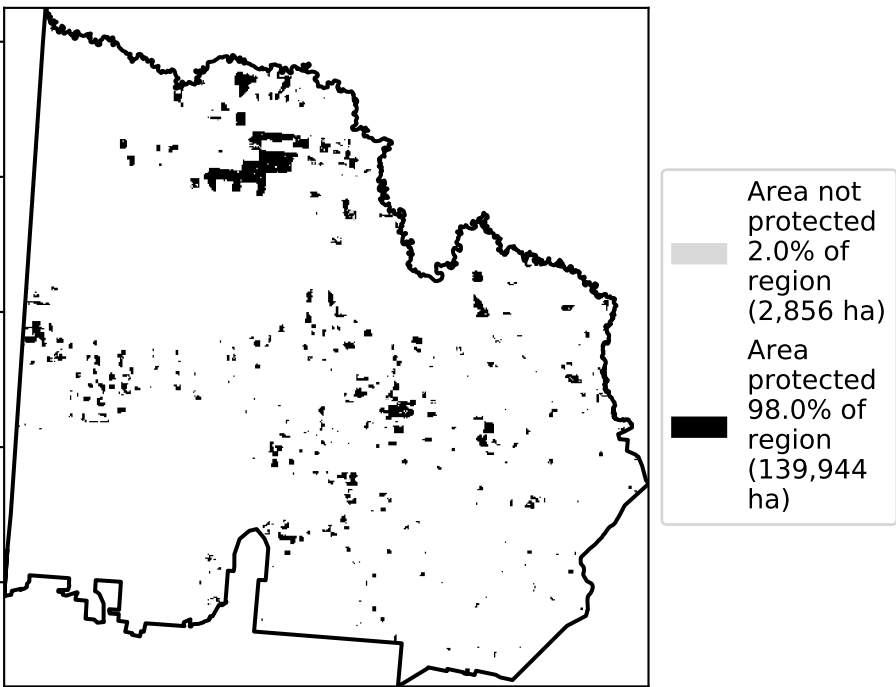 Area not
protected
2.0% of
region
(2,856 ha)
Area
protected
98.0% of
region
(139,944
ha)